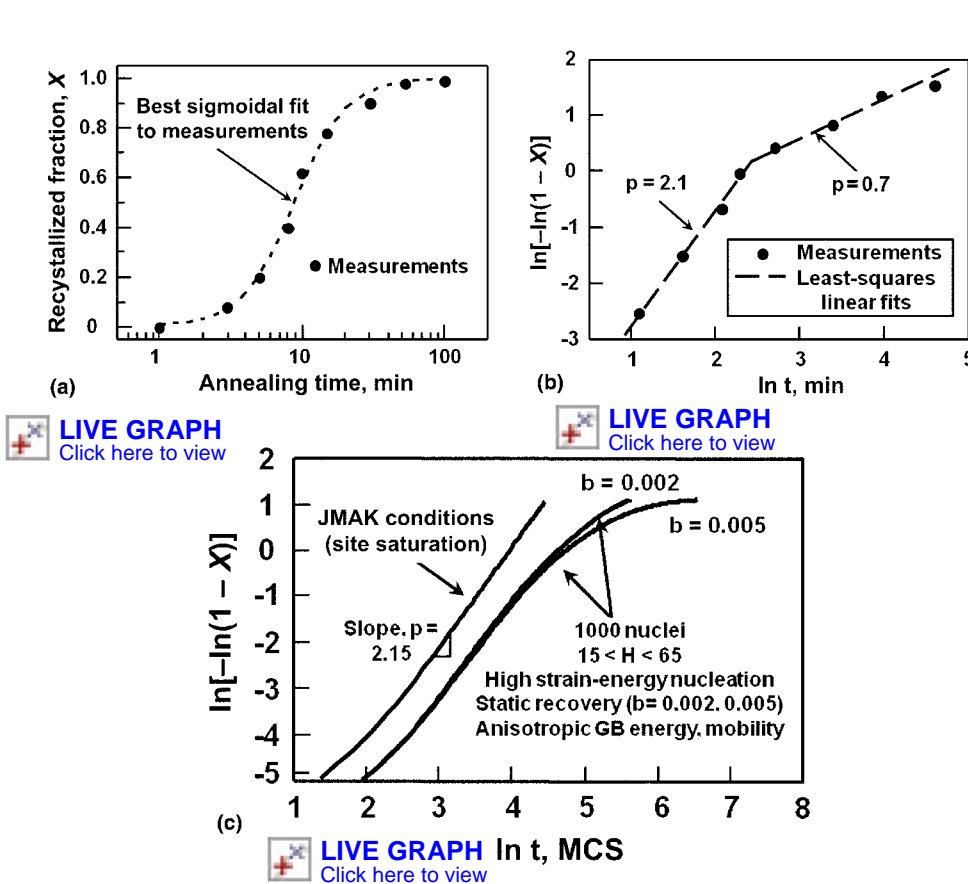 Recystallized fraction, X
1.0
0.8
0.6
0.4
0.2
0
Best sigmoidal fit
to measurements
Measurements
1
10
100
Annealing time, min
(a)
ln[–ln(1 – X)]
2
1
0
-1
-2
-3
p = 2.1
p=0.7
Measurements
Least-squares
linear fits
1
2
3
4
5
ln t, min
(b)
LIVE GRAPH
Click here to view
LIVE GRAPH
Click here to view
ln[–ln(1 – X)]
2
1
0
-1
-2
-3
-4
-5
JMAK conditions
(site saturation)
Slope, p =
2.15
b = 0.002
b = 0.005
1000 nuclei
15 < H < 65
High strain-energy nucleation
Static recovery (b= 0.002, 0.005)
Anisotropic GB energy, mobility
1
2
3
4
5
6
7
8
(c)
ln t, MCS
LIVE GRAPH
Click here to view